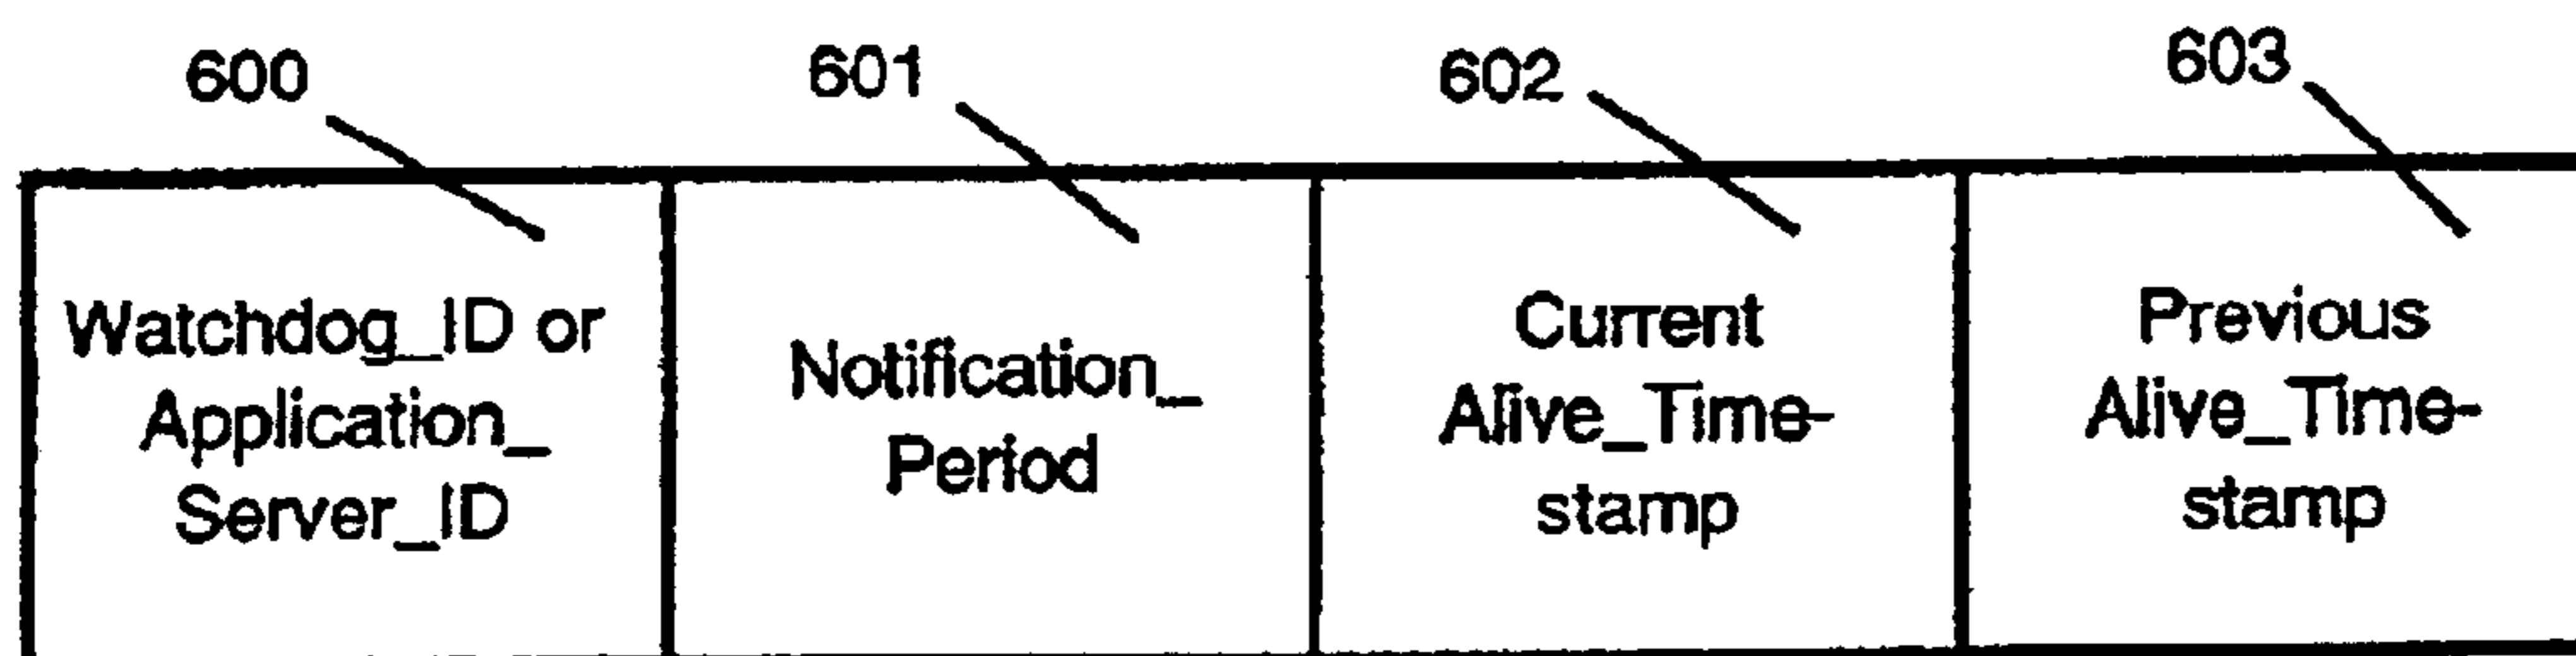 600
601
602
603
Watchdog_ID or
Application_
Server_ID
Notification_
Period
Current
Alive_Time-
stamp
Previous
Alive_Time-
stamp